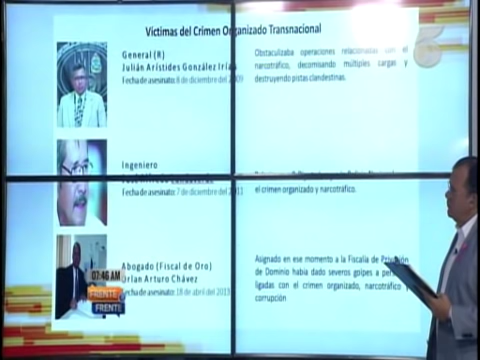 Víctimas del Crimen Organizado Transnacional
General (R)
Julián Arístides González Irías
Fecha de asesinato: 8 de diciembre del 2009
Obstaculizaba operaciones relacionadas con el
narcotráfico, decomisando múltiples cargas y
destruyendo pistas clandestinas.
Ingeniero
Fecha de asesinato: 7 de diciembre del 2011
el crimen organizado y narcotráfico.
Abogado (Fiscal de Oro)
Orlan Arturo Chávez
Fecha de asesinato: 18 de abril del 2013
Asignado en ese momento a la Fiscalía de Privación
de Dominio había dado severos golpes a
ligadas con el crimen organizado, narcotráfico y
corrupción
07:46 AM
FRENTE
FRENTE